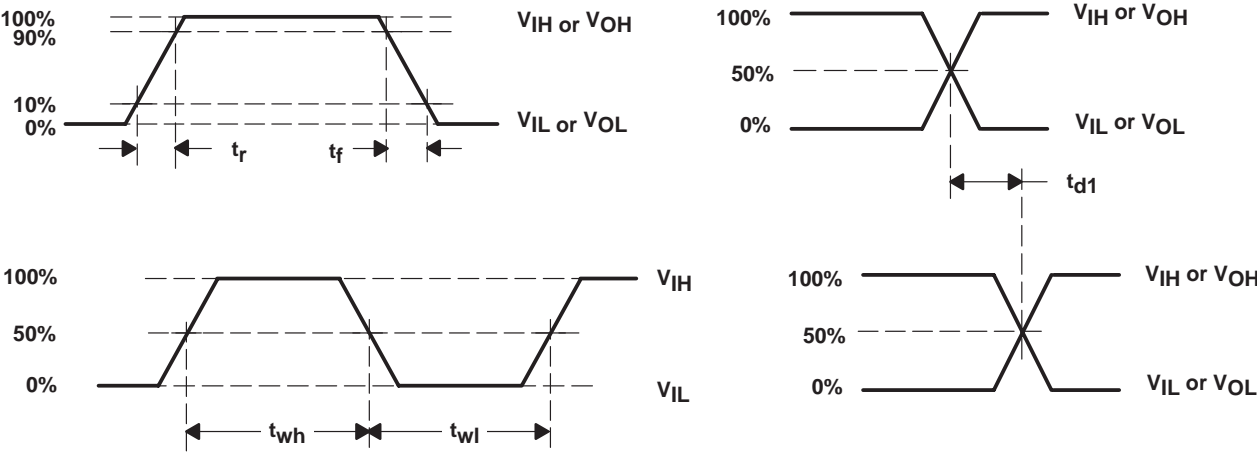 100%
90%
10%
0%
VIH or VOH
VIL or VOL
tr
tf
100%
50%
0%
VIH or VOH
VIL or VOL
td1
100%
50%
0%
VIH
VIL
twh
twl
100%
50%
0%
VIH or VOH
VIL or VOL